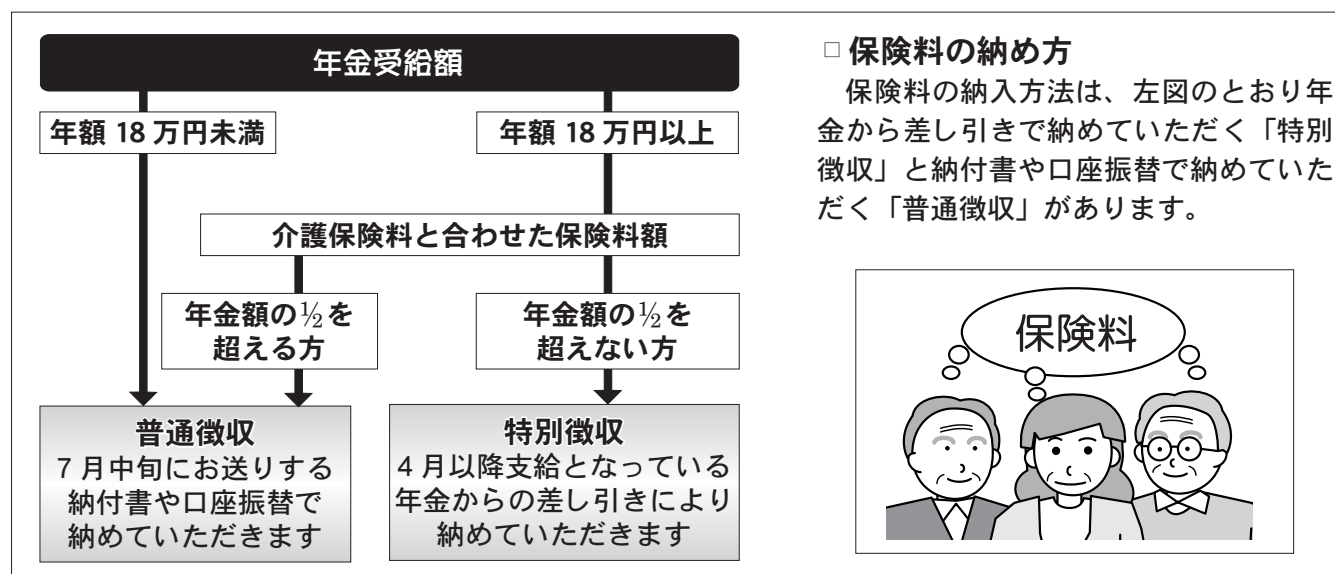 年金受給額
年額 18 万円未満
年額 18 万円以上
介護保険料と合わせた保険料額
年金額の½を
超える方
年金額の½を
超えない方
普通徴収
７月中旬にお送りする
納付書や口座振替で
納めていただきます
特別徴収
４月以降支給となっている
年金からの差し引きにより
納めていただきます
□ 保険料の納め方
保険料の納入方法は、左図のとおり年
金から差し引きで納めていただく「特別
徴収」と納付書や口座振替で納めていた
だく「普通徴収」があります。
保険料